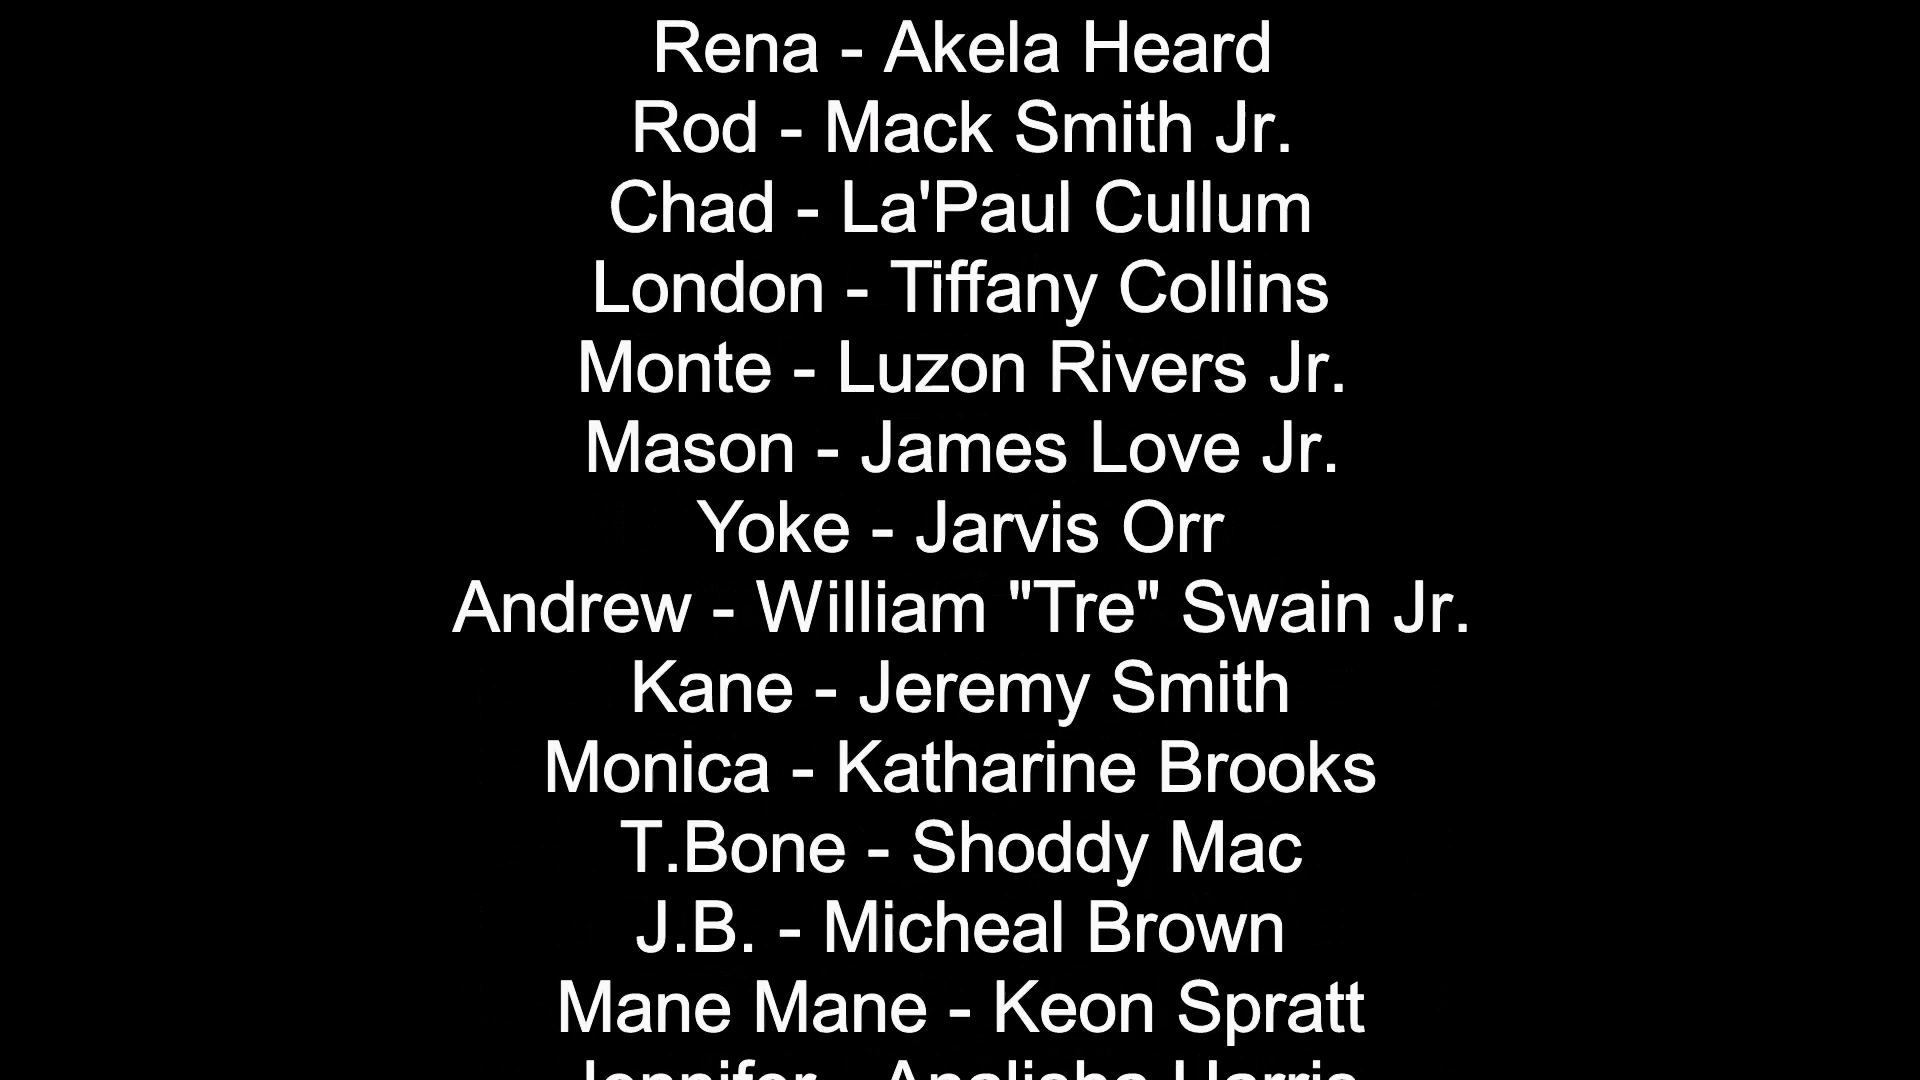 Rena - Akela Heard
Rod - Mack Smith Jr.
Chad - La'Paul Cullum
London - Tiffany Collins
Monte - Luzon Rivers Jr.
Mason - James Love Jr.
Yoke - Jarvis Orr
Andrew - William "Tre" Swain Jr.
Kane - Jeremy Smith
Monica - Katharine Brooks
T.Bone - Shoddy Mac
J.B. - Micheal Brown
Mane Mane - Keon Spratt
Jennifer - Harris